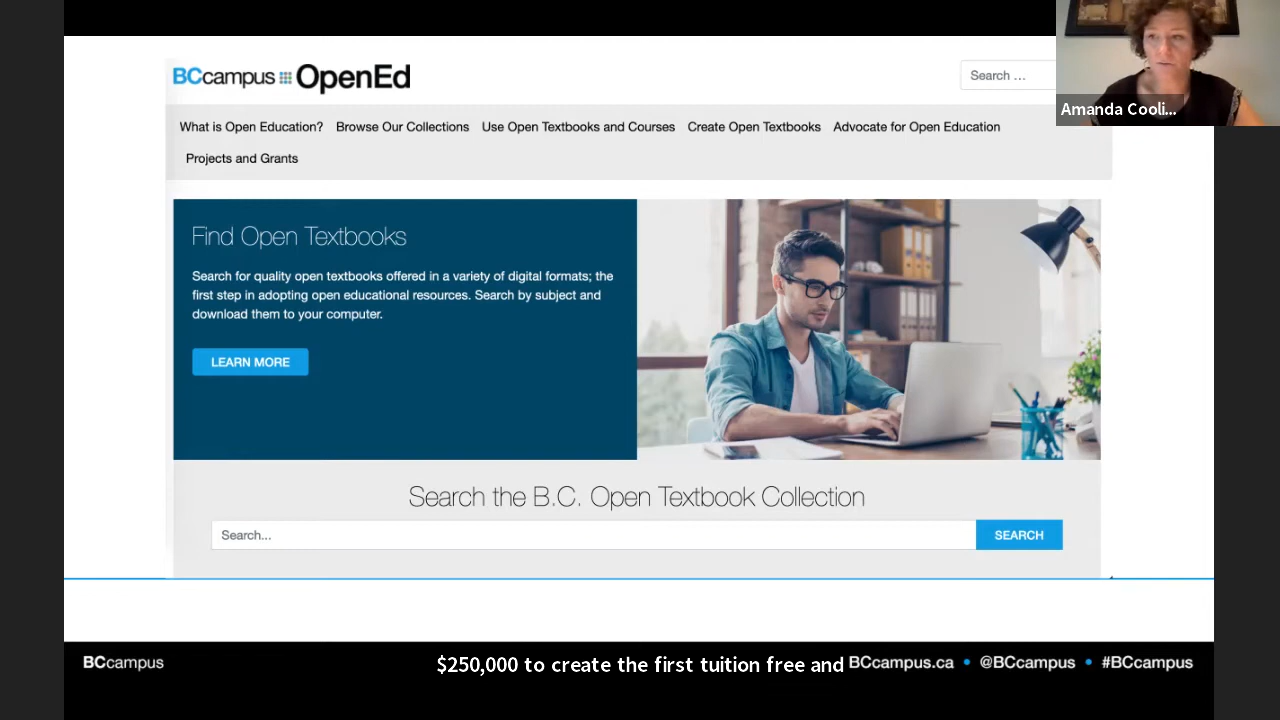 BCcampus OpenEd
Search …
Amanda Cooli...
What is Open Education? Browse Our Collections Use Open Textbooks and Courses Create Open Textbooks Advocate for Open Education
Projects and Grants
Find Open Textbooks
Search for quality open textbooks offered in a variety of digital formats; the
first step in adopting open educational resources. Search by subject and
download them to your computer.
LEARN MORE
Search the B.C. Open Textbook Collection
Search...
SEARCH
BCcampus
$250,000 to create the first tuition free and
BCcampus.ca • @BCcampus • #BCcampus